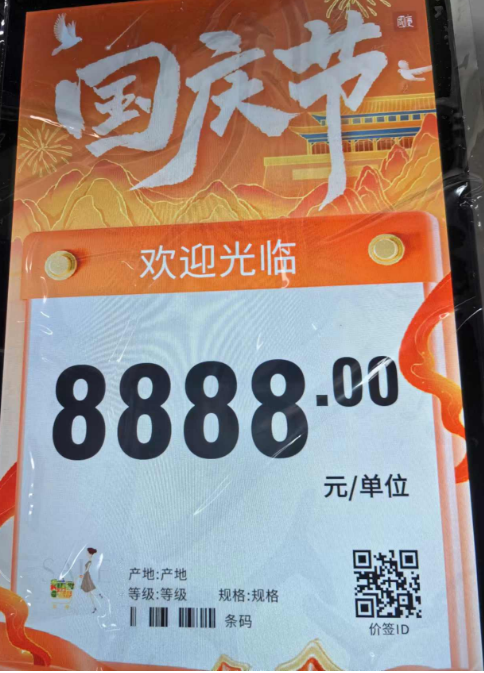 国庆节
欢迎光临
8888.00
元/单位
产地:产地
等级:等级 规格:规格
条码
价签ID